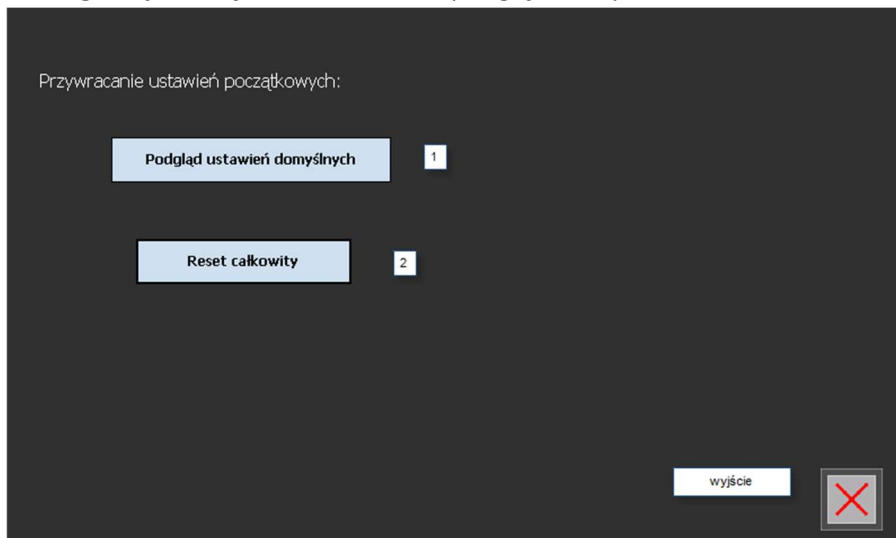 Przywracanie ustawień początkowych:
Podgląd ustawień domyślnych
1
Reset całkowity
2
wyjście